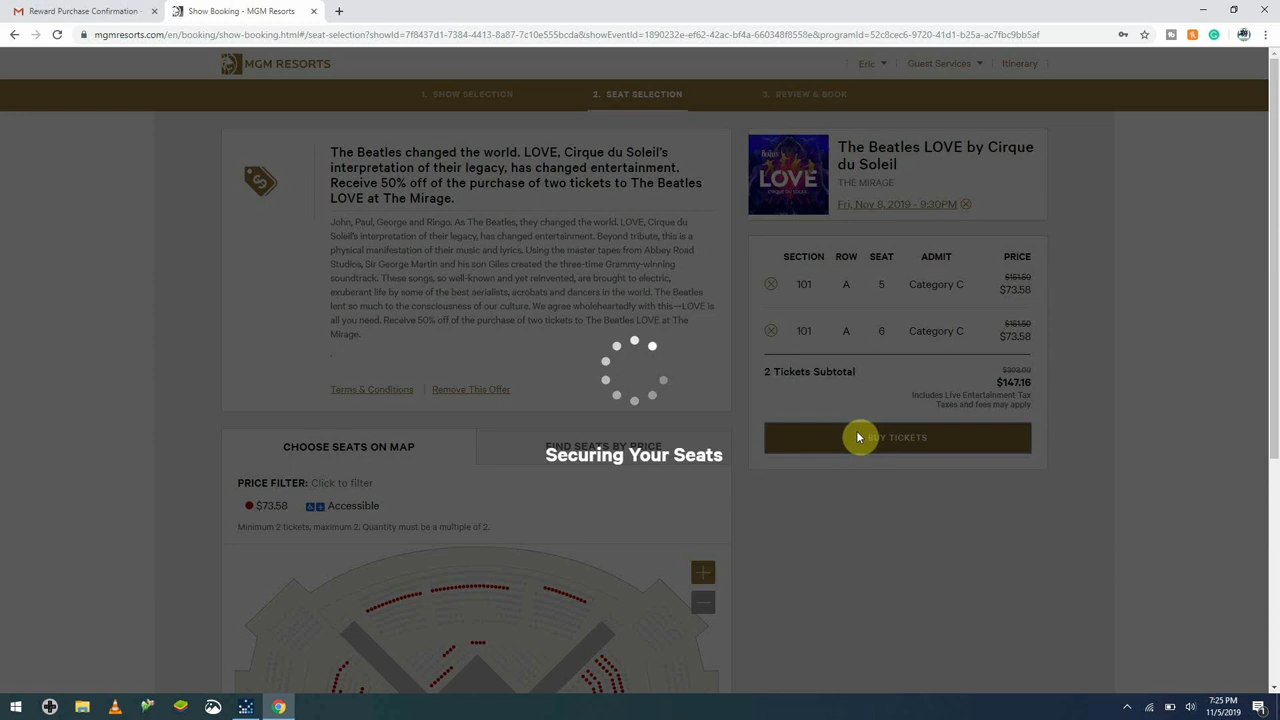 Reward Purchase Confirmation
Show Booking - MGM Resorts
mgmresorts.com/en/booking/show-booking.html#/seat-selection?showId=7f8437d1-7384-4413-8a87-7c10e555bcda&showEventId=1890232e-ef62-42ac-bf4a-660348f8558e&programId=52c8cec6-9720-41d1-b25a-ac7fbc9bb5af
MGM RESORTS
Eric
Guest Services
Itinerary
1. SHOW SELECTION
2. SEAT SELECTION
3. REVIEW & BOOK
The Beatles changed the world. LOVE, Cirque du Soleil's
interpretation of their legacy, has changed entertainment.
Receive 50% off of the purchase of two tickets to The Beatles
LOVE at The Mirage.
John, Paul, George and Ringo. As The Beatles, they changed the world. LOVE, Cirque du
Soleil's interpretation of their legacy, has changed entertainment. Beyond tribute, this is a
physical manifestation of their music and lyrics. Using the master tapes from Abbey Road
Studios, Sir George Martin and his son Giles created the three-time Grammy-winning
soundtrack. These songs, so well-known and yet reinvented, are brought to electric,
exuberant life by some of the best aerialists, acrobats and dancers in the world. The Beatles
lent so much to the consciousness of our culture. We agree wholeheartedly with this—LOVE is
all you need. Receive 50% off of the purchase of two tickets to The Beatles LOVE at The
Mirage.
.
Terms & Conditions
Remove This Offer
LOVE
The Beatles LOVE by Cirque
du Soleil
THE MIRAGE
Fri, Nov 8, 2019 - 9:30PM
SECTION ROW SEAT ADMIT PRICE
$151.50
101 A 5 Category C $73.58
$151.50
101 A 6 Category C $73.58
2 Tickets Subtotal $303.00
$147.16
Includes Live Entertainment Tax
Taxes and fees may apply
BUY TICKETS
CHOOSE SEATS ON MAP
FIND SEATS BY PRICE
Securing Your Seats
PRICE FILTER: Click to filter
$73.58 Accessible
Minimum 2 tickets, maximum 2. Quantity must be a multiple of 2.
7:25 PM
11/5/2019